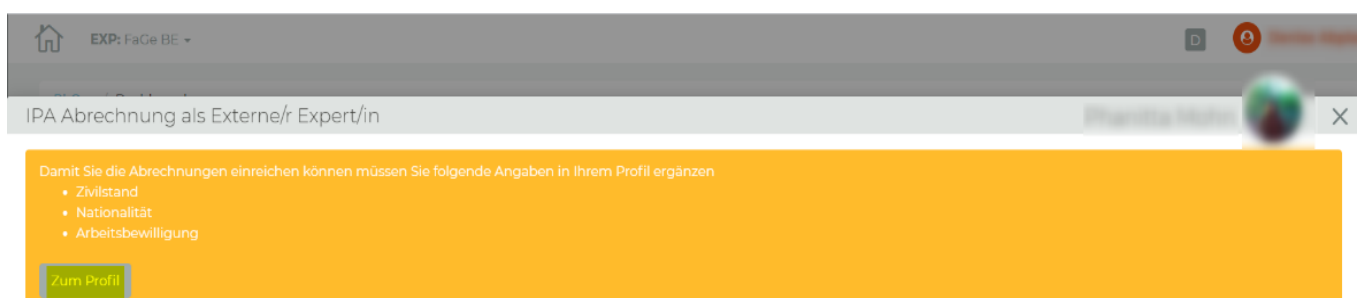 EXP: FaGe BE
D
IPA Abrechnung als Externe/r Expert/in
Damit Sie die Abrechnungen einreichen können müssen Sie folgende Angaben in Ihrem Profil ergänzen
• Zivilstand
• Nationalität
• Arbeitsbewilligung
Zum Profil